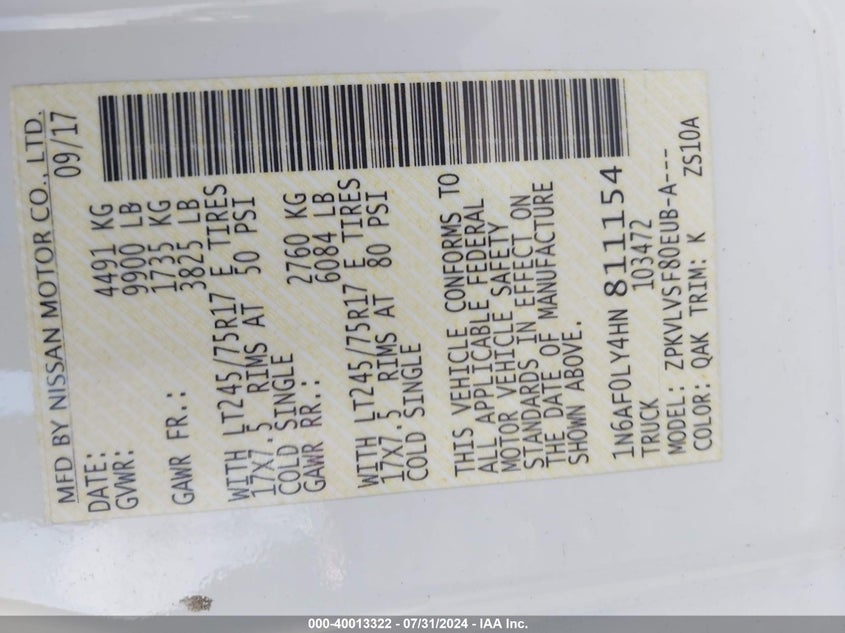 MFD BY NISSAN MOTOR CO., LTD.
DATE: 09/17
GVWR: 4491 KG
9900 LB
1735 KG
GAWR FR.: 3825 LB
WITH LT245/75R17 E TIRES
17X7.5 RIMS AT 50 PSI
COLD SINGLE
GAWR RR.: 2760 KG
6084 LB
WITH LT245/75R17 E TIRES
17X7.5 RIMS AT 80 PSI
COLD SINGLE
THIS VEHICLE CONFORMS TO
ALL APPLICABLE FEDERAL
MOTOR VEHICLE SAFETY
STANDARDS IN EFFECT ON
THE DATE OF MANUFACTURE
SHOWN ABOVE.
1N6AF0LY4HN811154
TRUCK 103472
MODEL: ZPKVLVSF80EUB-A---
COLOR: QAK TRIM: K ZS10A
000-40013322 - 07/31/2024 - IAA Inc.